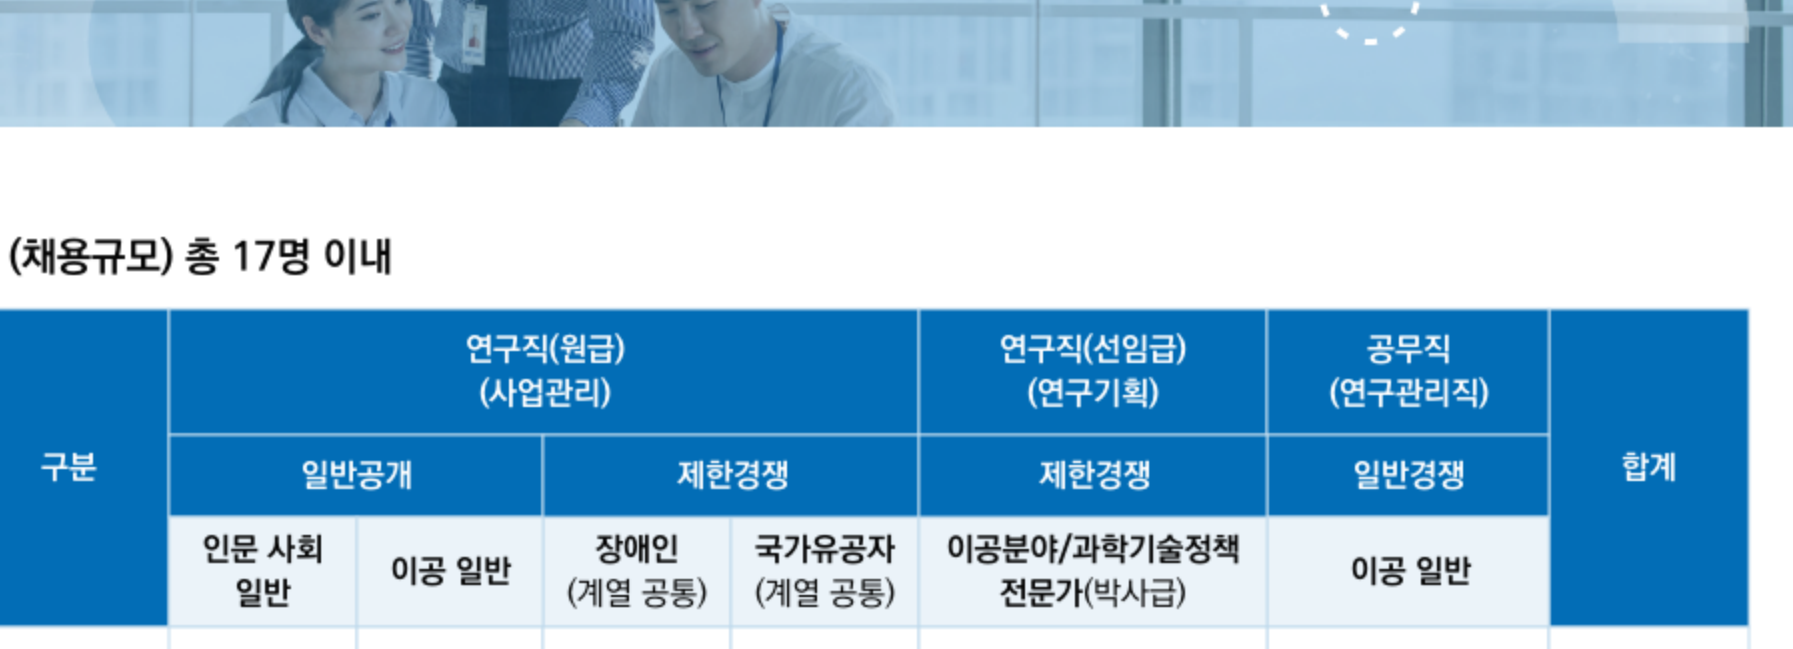 (채용규모) 총 17명 이내
구분
연구직(원급)
(사업관리)
연구직(선임급)
(연구기획)
공무직
(연구관리직)
합계
일반공개
제한경쟁
제한경쟁
일반경쟁
인문 사회
일반
이공 일반
장애인
(계열 공통)
국가유공자
(계열 공통)
이공분야/과학기술정책
전문가(박사급)
이공 일반